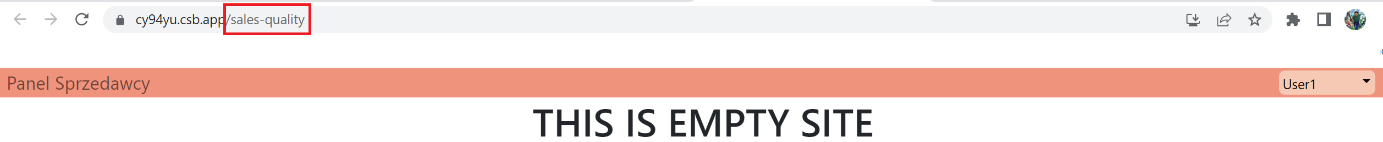 cy94yu.csb.app/sales-quality
Panel Sprzedawcy
User1
THIS IS EMPTY SITE